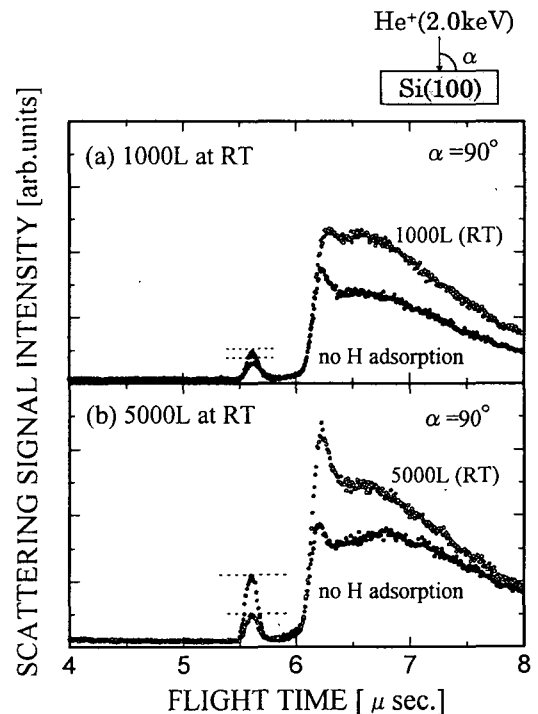 He⁺(2.0keV)
α
Si(100)
SCATTERING SIGNAL INTENSITY [arb.units]
(a) 1000L at RT
α =90°
1000L (RT)
no H adsorption
(b) 5000L at RT
α =90°
5000L (RT)
no H adsorption
4 5 6 7 8
FLIGHT TIME [ μ sec.]